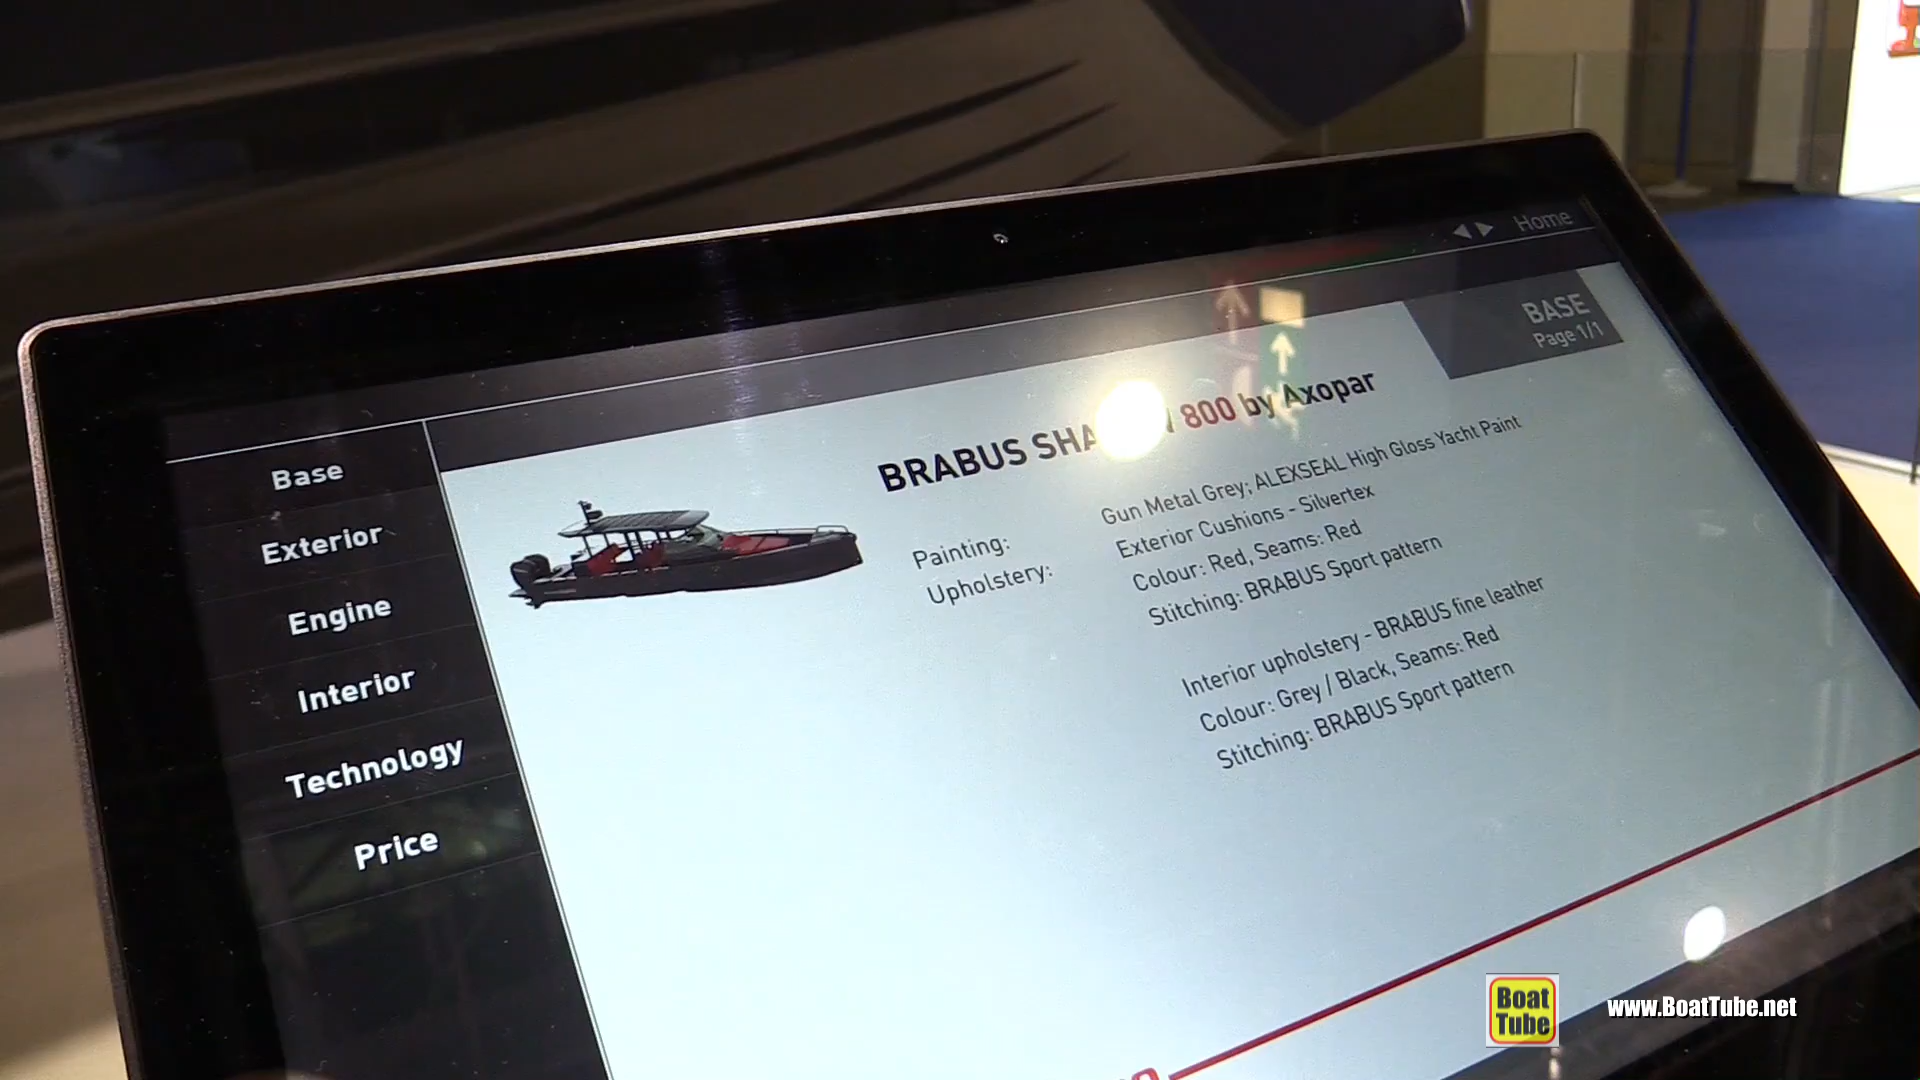 Home
BASE
Page 1/1
BRABUS 800 by Axopar
Base
Exterior
Engine
Interior
Technology
Price
Painting: Gun Metal Grey; ALEXSEAL High Gloss Yacht Paint
Upholstery: Exterior Cushions - Silvertex
Colour: Red, Seams: Red
Stitching: BRABUS Sport pattern
Interior upholstery - BRABUS fine leather
Colour: Grey / Black, Seams: Red
Stitching: BRABUS Sport pattern
Boat
Tube
www.BoatTube.net